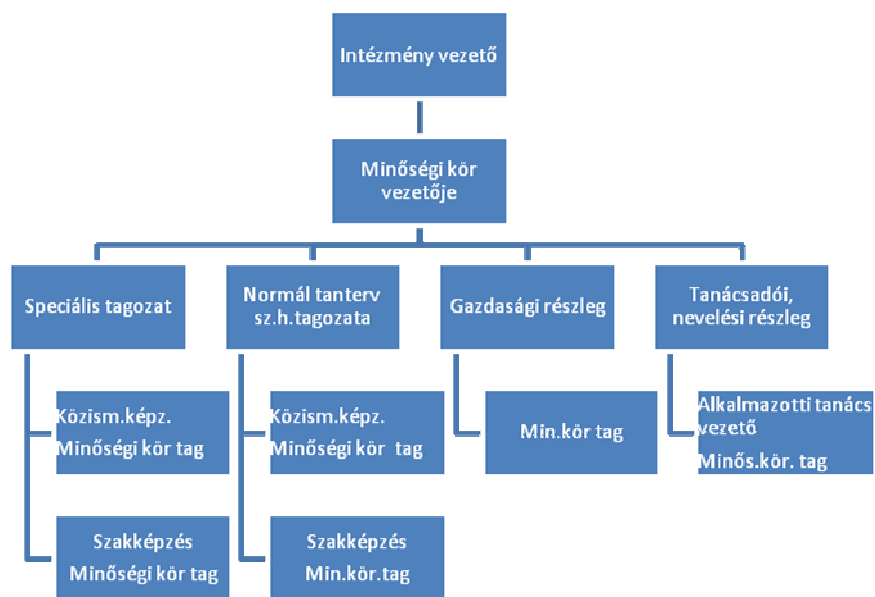 Intézmény vezető
Minőségi kör
vezetője
Speciális tagozat
Normál tanterv
sz.h.tagozata
Gazdasági részleg
Tanácsadói,
nevelési részleg
Közism.képz.
Minőségi kör tag
Közism.képz.
Minőségi kör tag
Min.kör tag
Alkalmazotti tanács
vezető
Minős.kör. tag
Szakképzés
Minőségi kör tag
Szakképzés
Min.kör.tag